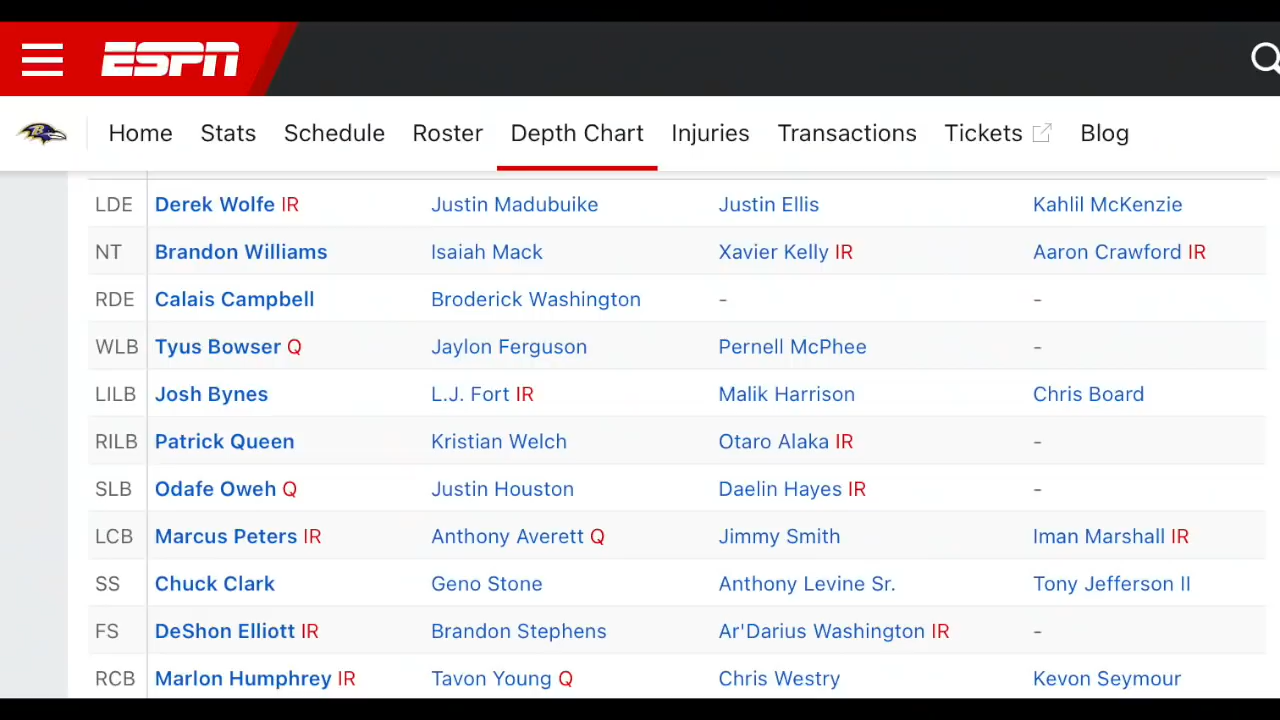 ESPN
Home Stats Schedule Roster Depth Chart Injuries Transactions Tickets Blog
LDE Derek Wolfe IR Justin Madubuike Justin Ellis Kahlil McKenzie
NT Brandon Williams Isaiah Mack Xavier Kelly IR Aaron Crawford IR
RDE Calais Campbell Broderick Washington - -
WLB Tyus Bowser Q Jaylon Ferguson Pernell McPhee -
LILB Josh Bynes L.J. Fort IR Malik Harrison Chris Board
RILB Patrick Queen Kristian Welch Otaro Alaka IR -
SLB Odafe Oweh Q Justin Houston Daelin Hayes IR -
LCB Marcus Peters IR Anthony Averett Q Jimmy Smith Iman Marshall IR
SS Chuck Clark Geno Stone Anthony Levine Sr. Tony Jefferson II
FS DeShon Elliott IR Brandon Stephens Ar'Darius Washington IR -
RCB Marlon Humphrey IR Tavon Young Q Chris Westry Kevon Seymour